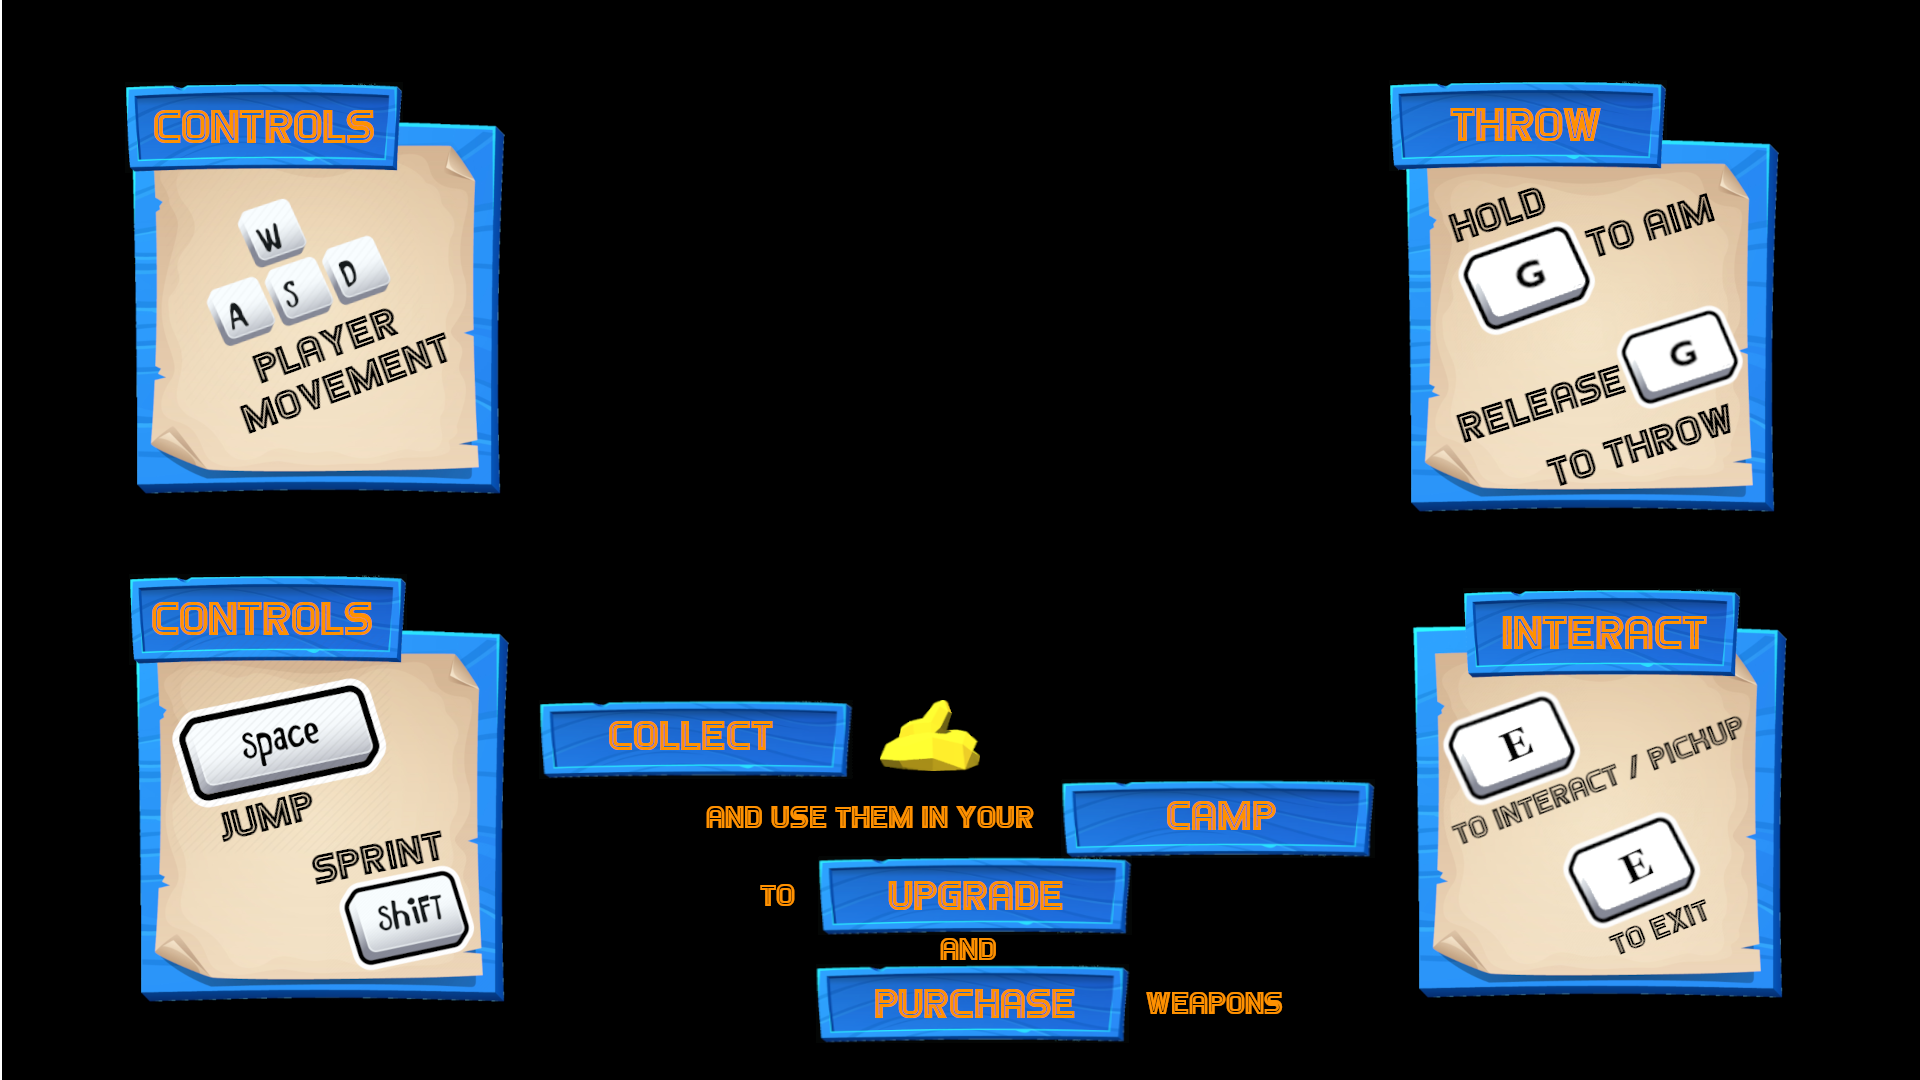 CONTROLS
W
A S D
PLAYER
MOVEMENT
THROW
HOLD
G TO AIM
RELEASE G
TO THROW
CONTROLS
space
JUMP
SPRINT
ShiFT
COLLECT
AND USE THEM IN YOUR CAMP
TO UPGRADE
AND
PURCHASE WEAPONS
INTERACT
E
TO INTERACT / PICKUP
E
TO EXIT